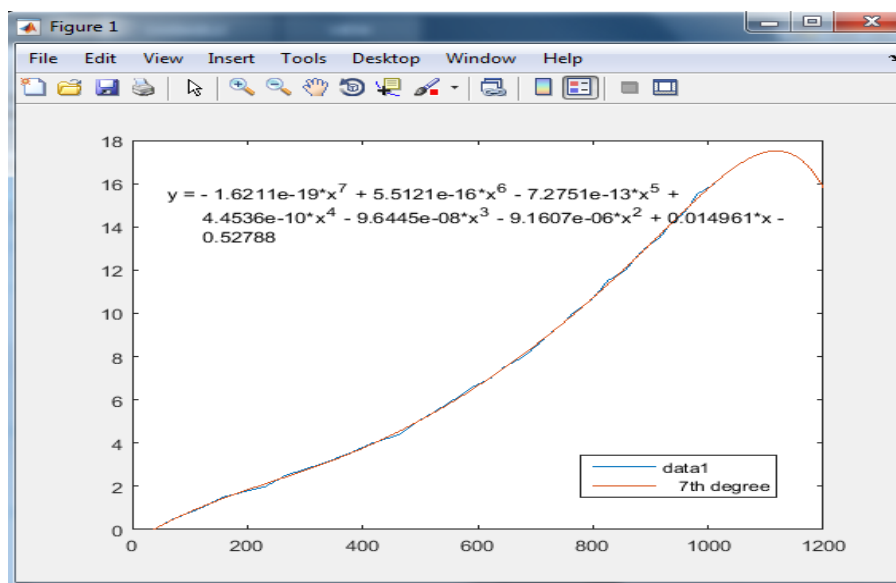 Figure 1
File Edit View Insert Tools Desktop Window Help
18
16
14
12
10
8
6
4
2
0
y = - 1.6211e-19*x^7 + 5.5121e-16*x^6 - 7.2751e-13*x^5 +
4.4536e-10*x^4 - 9.6445e-08*x^3 - 9.1607e-06*x^2 + 0.014961*x -
0.52788
data1
7th degree
0 200 400 600 800 1000 1200